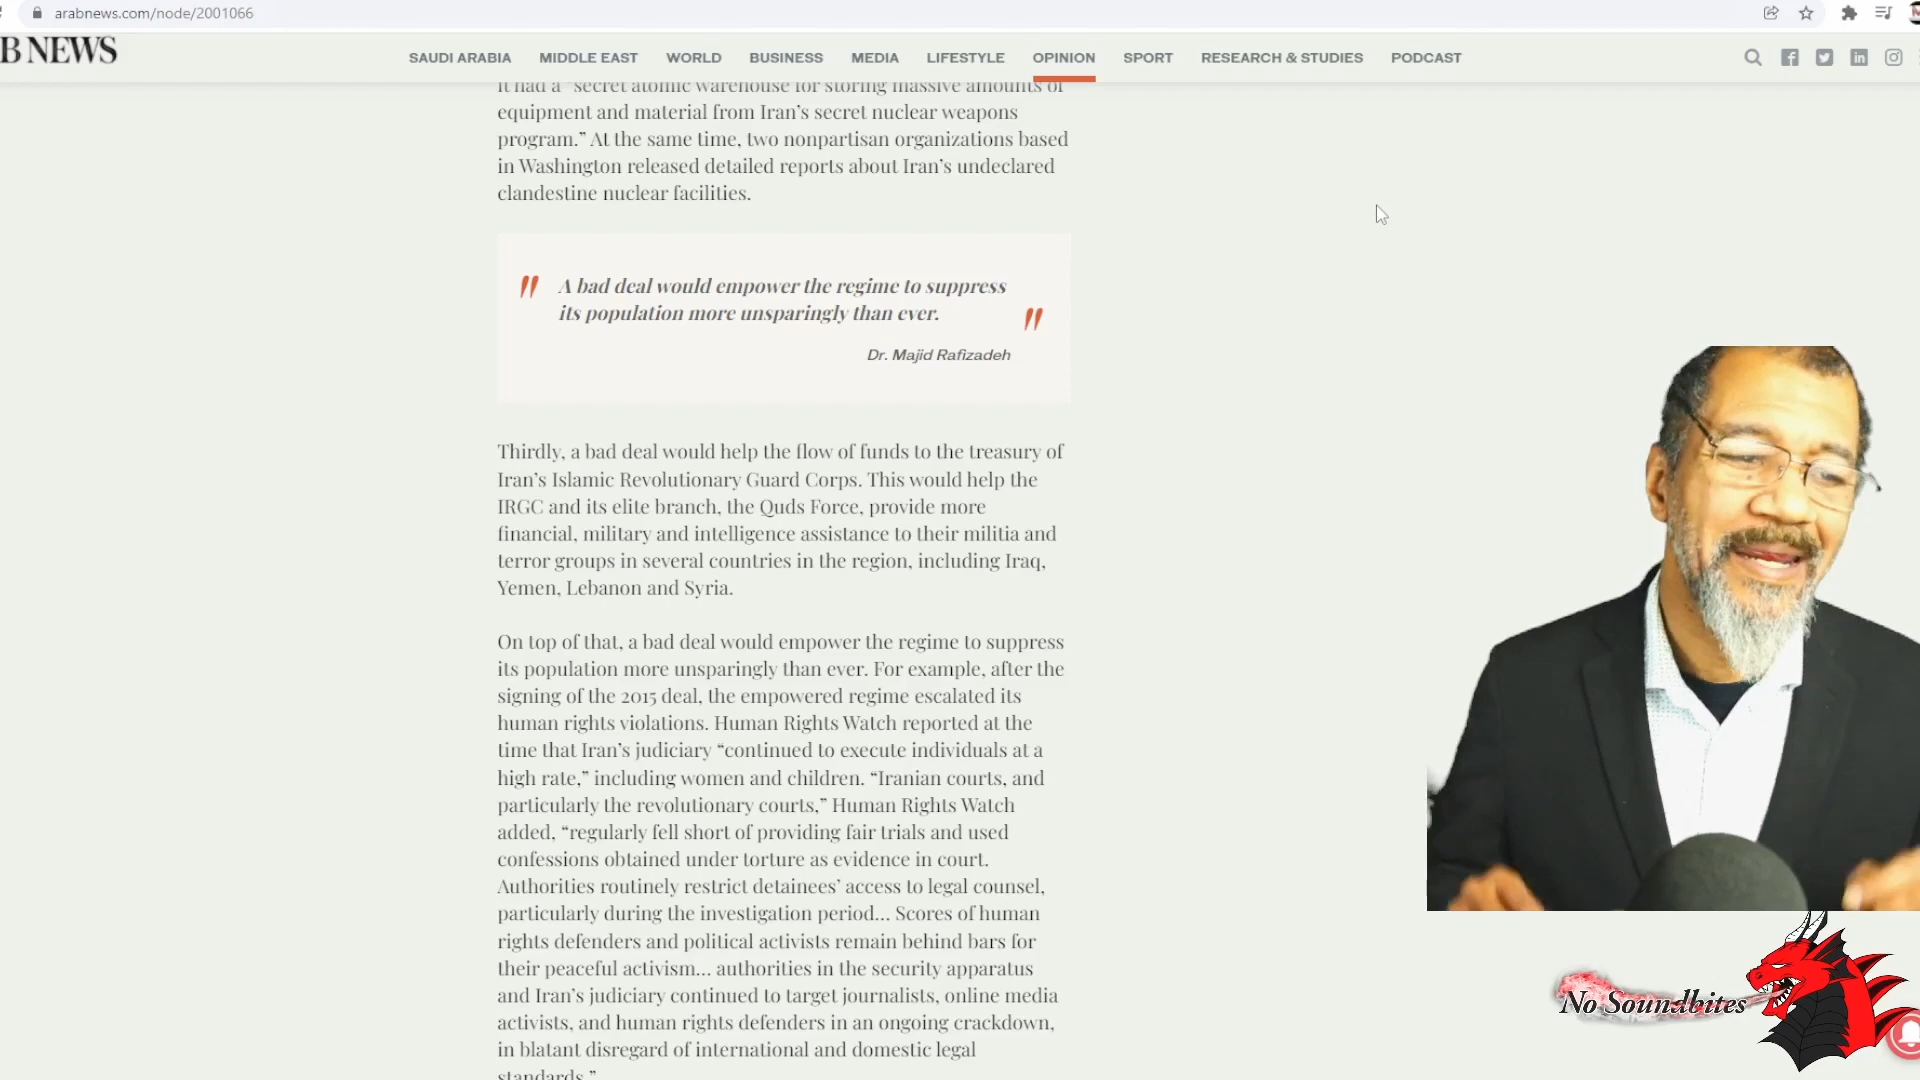 arabnews.com/node/2001066
B NEWS
SAUDI ARABIA MIDDLE EAST WORLD BUSINESS MEDIA LIFESTYLE OPINION SPORT RESEARCH & STUDIES PODCAST
it had a “secret atomic warehouse for storing massive amounts of
equipment and material from Iran’s secret nuclear weapons
program.” At the same time, two nonpartisan organizations based
in Washington released detailed reports about Iran’s undeclared
clandestine nuclear facilities.
" A bad deal would empower the regime to suppress
its population more unsparingly than ever. "
Dr. Majid Rafizadeh
Thirdly, a bad deal would help the flow of funds to the treasury of
Iran’s Islamic Revolutionary Guard Corps. This would help the
IRGC and its elite branch, the Quds Force, provide more
financial, military and intelligence assistance to their militia and
terror groups in several countries in the region, including Iraq,
Yemen, Lebanon and Syria.
On top of that, a bad deal would empower the regime to suppress
its population more unsparingly than ever. For example, after the
signing of the 2015 deal, the empowered regime escalated its
human rights violations. Human Rights Watch reported at the
time that Iran’s judiciary “continued to execute individuals at a
high rate,” including women and children. “Iranian courts, and
particularly the revolutionary courts,” Human Rights Watch
added, “regularly fell short of providing fair trials and used
confessions obtained under torture as evidence in court.
Authorities routinely restrict detainees’ access to legal counsel,
particularly during the investigation period… Scores of human
rights defenders and political activists remain behind bars for
their peaceful activism… authorities in the security apparatus
and Iran’s judiciary continued to target journalists, online media
activists, and human rights defenders in an ongoing crackdown,
in blatant disregard of international and domestic legal
standards.”
No Soundbites